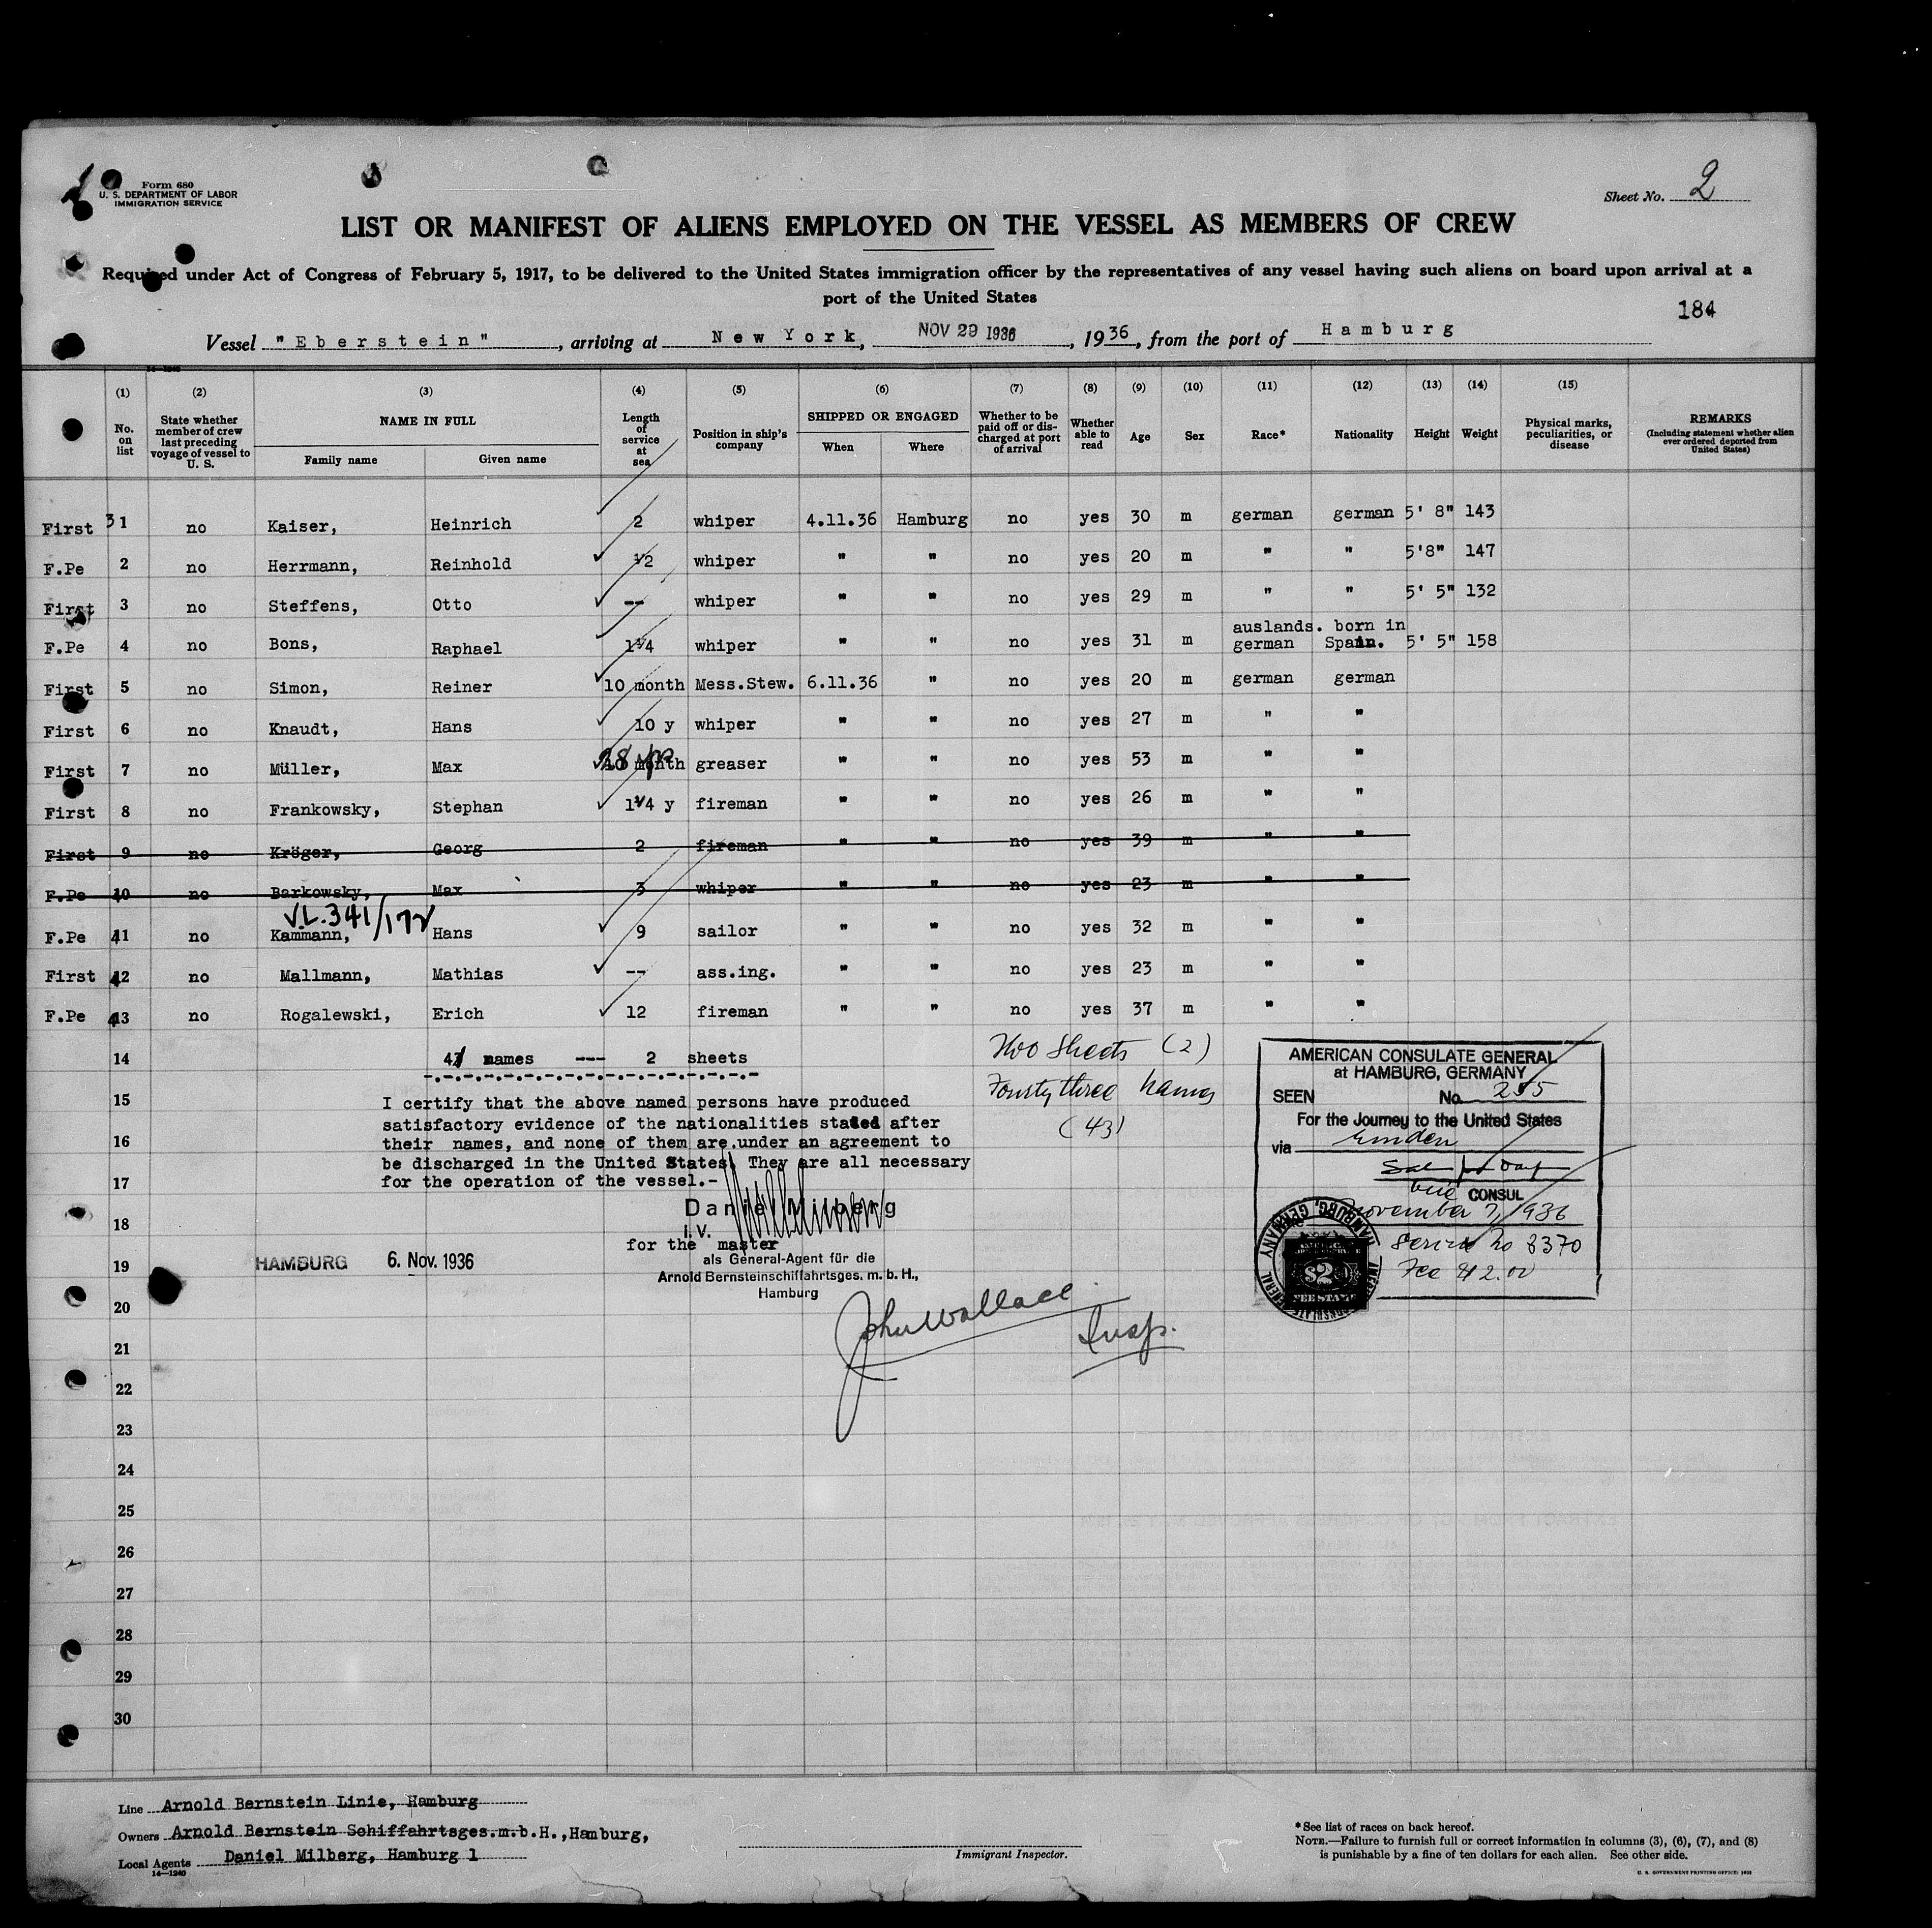 Form 680
U. S. DEPARTMENT OF LABOR
IMMIGRATION SERVICE
Sheet No. 2
LIST OR MANIFEST OF ALIENS EMPLOYED ON THE VESSEL AS MEMBERS OF CREW
Required under Act of Congress of February 5, 1917, to be delivered to the United States immigration officer by the representatives of any vessel having such aliens on board upon arrival at a
port of the United States
184
Vessel "Eberstein", arriving at New York, NOV 29 1936, 1936, from the port of Hamburg
(1) (2) (3) (4) (5) (6) (7) (8) (9) (10) (11) (12) (13) (14) (15)
No. on list
State whether member of crew last preceding voyage of vessel to U. S.
NAME IN FULL
Family name Given name
Length of service at sea
Position in ship's company
SHIPPED OR ENGAGED
When Where
Whether to be paid off or discharged at port of arrival
Whether able to read
Age
Sex
Race*
Nationality
Height
Weight
Physical marks, peculiarities, or disease
REMARKS
(Including statement whether alien ever ordered deported from United States)
First 31 no Kaiser, Heinrich 2 whiper 4.11.36 Hamburg no yes 30 m german german 5' 8" 143
F.Pe 2 no Herrmann, Reinhold 1/2 whiper " " no yes 20 m " " 5'8" 147
First 3 no Steffens, Otto -- whiper " " no yes 29 m " " 5' 5" 132
F.Pe 4 no Bons, Raphael 1 1/4 whiper " " no yes 31 m auslands. german born in Spain. 5' 5" 158
First 5 no Simon, Reiner 10 month Mess.Stew. 6.11.36 " no yes 20 m german german
First 6 no Knaudt, Hans 10 y whiper " " no yes 27 m " "
First 7 no Müller, Max 10 month greaser " " no yes 53 m " "
First 8 no Frankowsky, Stephan 1 1/4 y fireman " " no yes 26 m " "
First 9 no Kröger, Georg 2 fireman " " no yes 39 m " "
F.Pe 10 no Barkowsky, Max 3 whiper " " no yes 23 m " "
V.L.341/172
F.Pe 41 no Kammann, Hans 9 sailor " " no yes 32 m " "
First 42 no Mallmann, Mathias -- ass.ing. " " no yes 23 m " "
F.Pe 43 no Rogalewski, Erich 12 fireman " " no yes 37 m " "
14 names --- 2 sheets
Two Sheets (2)
Fourty three names
(43)
15 I certify that the above named persons have produced
satisfactory evidence of the nationalities stated after
16 their names, and none of them are under an agreement to
be discharged in the United States. They are all necessary
17 for the operation of the vessel.-
18 Daniel Milberg
I.V.
for the master
19 HAMBURG 6. Nov. 1936
als General-Agent für die
Arnold Bernsteinschiffahrtsges. m. b. H.,
Hamburg
John Wallace
Insp.
AMERICAN CONSULATE GENERAL
at HAMBURG, GERMANY
SEEN No. 255
For the Journey to the United States
via Emden
Vice CONSUL
November 7, 1936
Service No 8370
Fee $2.00
$2
FEE STAMP
20
21
22
23
24
25
26
27
28
29
30
Line Arnold Bernstein Linie, Hamburg
Owners Arnold Bernstein Schiffahrtsges.m.b.H.,Hamburg,
Local Agents Daniel Milberg, Hamburg 1
14—1240
Immigrant Inspector.
* See list of races on back hereof.
NOTE.—Failure to furnish full or correct information in columns (3), (6), (7), and (8)
is punishable by a fine of ten dollars for each alien. See other side.
U. S. GOVERNMENT PRINTING OFFICE: 1933